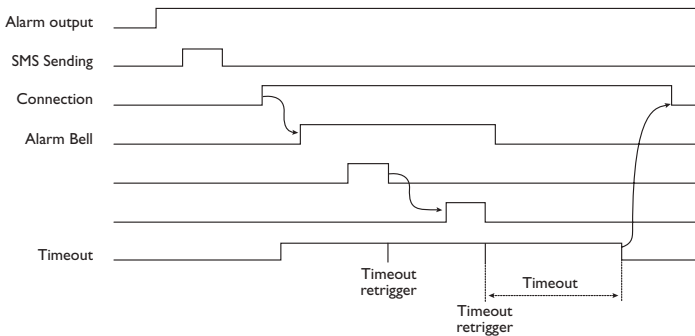 Alarm output
SMS Sending
Connection
Alarm Bell
Timeout
Timeout
retrigger
Timeout
Timeout
retrigger